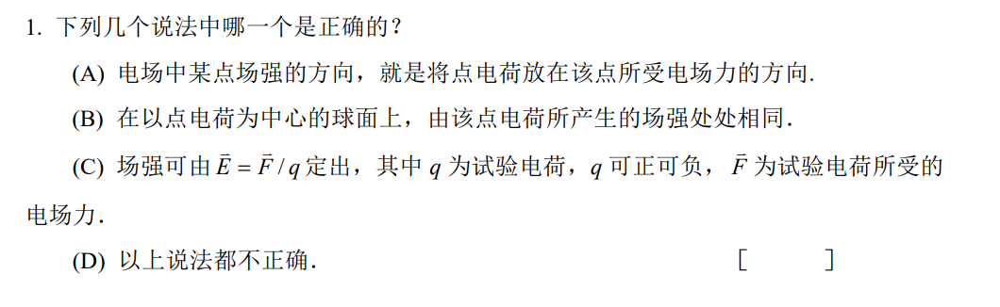 1. 下列几个说法中哪一个是正确的？
(A) 电场中某点场强的方向，就是将点电荷放在该点所受电场力的方向.
(B) 在以点电荷为中心的球面上，由该点电荷所产生的场强处处相同．
(C) 场强可由 $\vec{E} = \vec{F} / q$ 定出，其中 q 为试验电荷，q 可正可负， $\vec{F}$ 为试验电荷所受的
电场力．
(D) 以上说法都不正确． [ ]